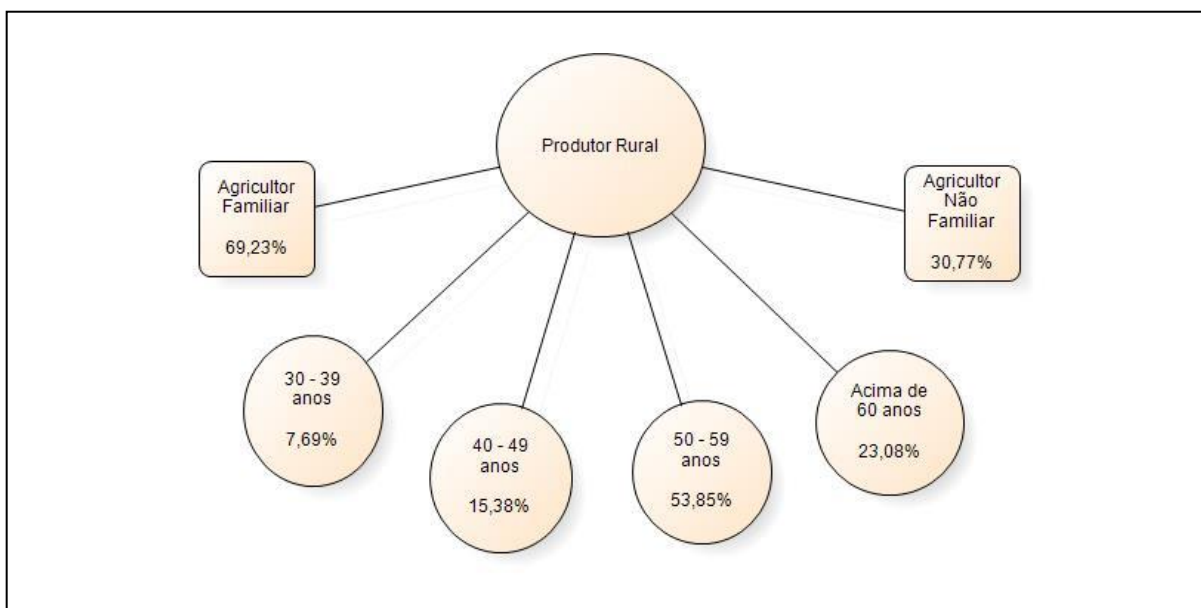 Produtor Rural
Agricultor
Familiar
69,23%
Agricultor
Não
Familiar
30,77%
30 - 39
anos
7,69%
40 - 49
anos
15,38%
50 - 59
anos
53,85%
Acima de
60 anos
23,08%